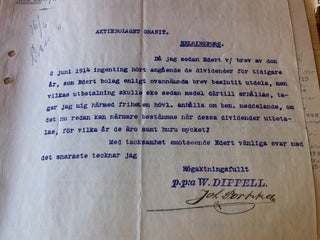 AKTIEBOLAGET GRANIT.
HELSINGFORS.
Då jag sedan Edert v/ brev av den
2 juni 1914 ingenting hört angående de dividender för tidigare
år, som Edert bolag enligt ovannämnda brev beslutit utdela, men
vilkas utbetalning skulle ske sedan medel därtill erhållas, ta-
ger jag mig härmed friheten hövl. anhålla om ben. meddelande, om
det nu redan kan närmare bestämmas när dessa dividender utbeta-
las, för vilka år de äro samt huru mycket?
Med tacksamhet emotseende Edert vänliga svar med
det snaraste tecknar jag
Högaktningsfullt
p.pa W. DIPPELL.